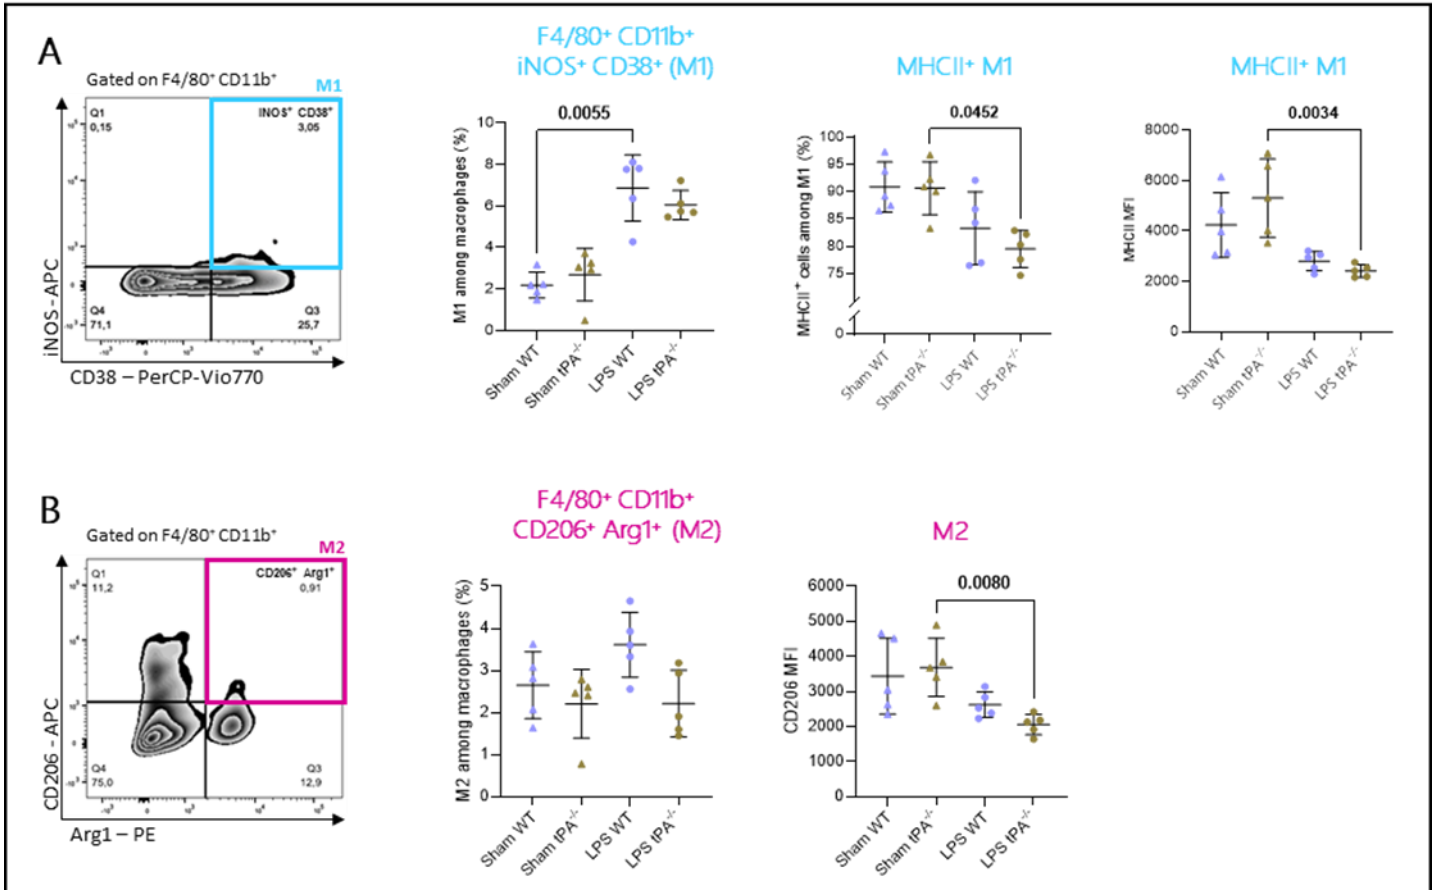 A
Gated on F4/80⁺ CD11b⁺
M1
Q1
0,15
INOS⁺ CD38⁺
3,05
Q4
71,1
Q3
25,7
iNOS - APC
CD38 – PerCP-Vio770
F4/80⁺ CD11b⁺
iNOS⁺ CD38⁺ (M1)
0.0055
M1 among macrophages (%)
10
8
6
4
2
0
Sham WT
Sham tPA⁻/⁻
LPS WT
LPS tPA⁻/⁻
MHCII⁺ M1
0.0452
MHCII⁺ cells among M1 (%)
100
95
90
85
80
75
0
Sham WT
Sham tPA⁻/⁻
LPS WT
LPS tPA⁻/⁻
MHCII⁺ M1
0.0034
MHCII MFI
8000
6000
4000
2000
0
Sham WT
Sham tPA⁻/⁻
LPS WT
LPS tPA⁻/⁻
B
Gated on F4/80⁺ CD11b⁺
M2
Q1
11,2
CD206⁺ Arg1⁺
0,91
Q4
75,0
Q3
12,9
CD206 - APC
Arg1 – PE
F4/80⁺ CD11b⁺
CD206⁺ Arg1⁺ (M2)
M2 among macrophages (%)
5
4
3
2
1
0
Sham WT
Sham tPA⁻/⁻
LPS WT
LPS tPA⁻/⁻
M2
0.0080
CD206 MFI
6000
5000
4000
3000
2000
1000
0
Sham WT
Sham tPA⁻/⁻
LPS WT
LPS tPA⁻/⁻